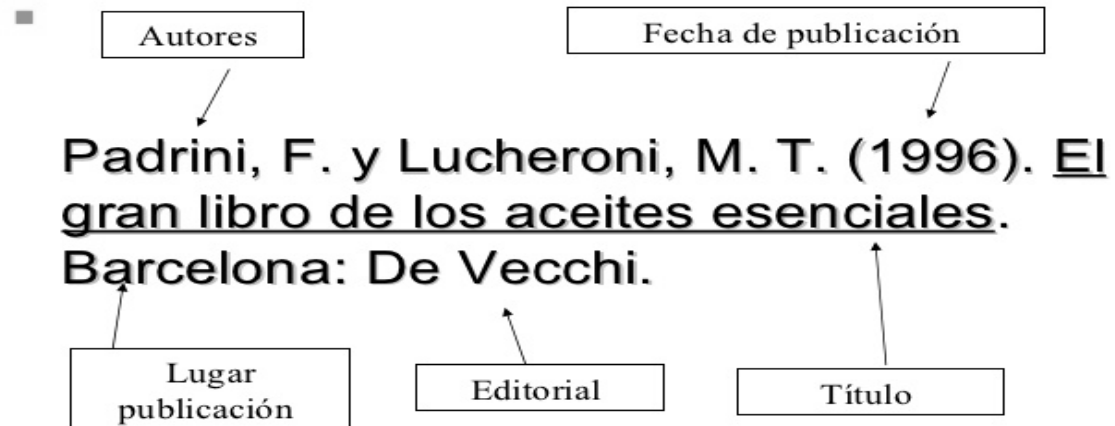 Autores
Fecha de publicación
Padrini, F. y Lucheroni, M. T. (1996). El
gran libro de los aceites esenciales.
Barcelona: De Vecchi.
Lugar
publicación
Editorial
Título